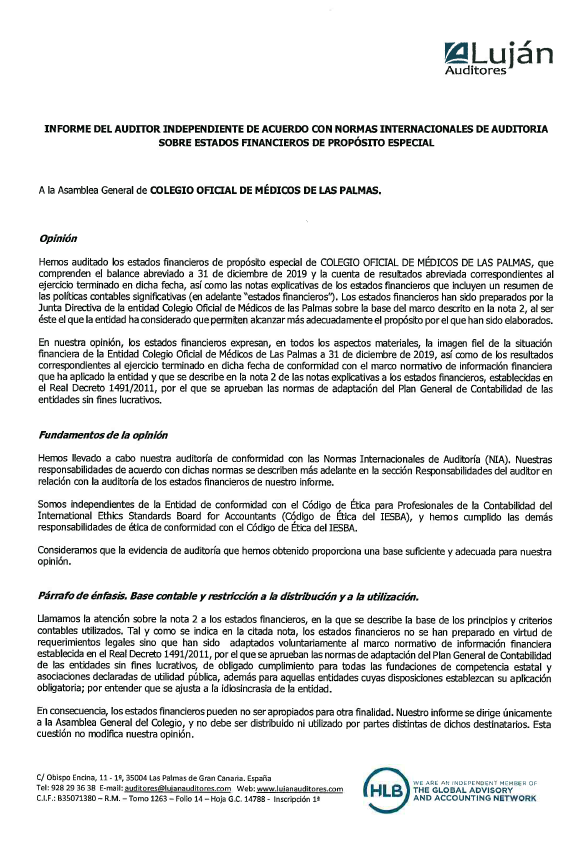 Luján
Auditores
INFORME DEL AUDITOR INDEPENDIENTE DE ACUERDO CON NORMAS INTERNACIONALES DE AUDITORIA
SOBRE ESTADOS FINANCIEROS DE PROPÓSITO ESPECIAL
A la Asamblea General de COLEGIO OFICIAL DE MÉDICOS DE LAS PALMAS.
Opinión
Hemos auditado los estados financieros de propósito especial de COLEGIO OFICIAL DE MÉDICOS DE LAS PALMAS, que
comprenden el balance abreviado a 31 de diciembre de 2019 y la cuenta de resultados abreviada correspondientes al
ejercicio terminado en dicha fecha, así como las notas explicativas de los estados financieros que incluyen un resumen de
las políticas contables significativas (en adelante "estados financieros"). Los estados financieros han sido preparados por la
Junta Directiva de la entidad Colegio Oficial de Médicos de las Palmas sobre la base del marco descrito en la nota 2, al ser
éste el que la entidad ha considerado que permiten alcanzar más adecuadamente el propósito por el que han sido elaborados.
En nuestra opinión, los estados financieros expresan, en todos los aspectos materiales, la imagen fiel de la situación
financiera de la Entidad Colegio Oficial de Médicos de Las Palmas a 31 de diciembre de 2019, así como de los resultados
correspondientes al ejercicio terminado en dicha fecha de conformidad con el marco normativo de información financiera
que ha aplicado la entidad y que se describe en la nota 2 de las notas explicativas a los estados financieros, establecidas en
el Real Decreto 1491/2011, por el que se aprueban las normas de adaptación del Plan General de Contabilidad de las
entidades sin fines lucrativos.
Fundamentos de la opinión
Hemos llevado a cabo nuestra auditoría de conformidad con las Normas Internacionales de Auditoría (NIA). Nuestras
responsabilidades de acuerdo con dichas normas se describen más adelante en la sección Responsabilidades del auditor en
relación con la auditoría de los estados financieros de nuestro informe.
Somos independientes de la Entidad de conformidad con el Código de Ética para Profesionales de la Contabilidad del
International Ethics Standards Board for Accountants (Código de Ética del IESBA), y hemos cumplido las demás
responsabilidades de ética de conformidad con el Código de Ética del IESBA.
Consideramos que la evidencia de auditoría que hemos obtenido proporciona una base suficiente y adecuada para nuestra
opinión.
Párrafo de énfasis. Base contable y restricción a la distribución y a la utilización.
Llamamos la atención sobre la nota 2 a los estados financieros, en la que se describe la base de los principios y criterios
contables utilizados. Tal y como se indica en la citada nota, los estados financieros no se han preparado en virtud de
requerimientos legales sino que han sido adaptados voluntariamente al marco normativo de información financiera
establecida en el Real Decreto 1491/2011, por el que se aprueban las normas de adaptación del Plan General de Contabilidad
de las entidades sin fines lucrativos, de obligado cumplimiento para todas las fundaciones de competencia estatal y
asociaciones declaradas de utilidad pública, además para aquellas entidades cuyas disposiciones establezcan su aplicación
obligatoria; por entender que se ajusta a la idiosincrasia de la entidad.
En consecuencia, los estados financieros pueden no ser apropiados para otra finalidad. Nuestro informe se dirige únicamente
a la Asamblea General del Colegio, y no debe ser distribuido ni utilizado por partes distintas de dichos destinatarios. Esta
cuestión no modifica nuestra opinión.
C/ Obispo Encina, 11 - 1º, 35004 Las Palmas de Gran Canaria. España
Tel: 928 29 36 38 E-mail: auditores@lujanauditores.com Web: www.lujanauditores.com
C.I.F.: B35071380 – R.M. – Tomo 1263 – Folio 14 – Hoja G.C. 14788 - Inscripción 1ª
HLB
WE ARE AN INDEPENDENT MEMBER OF
THE GLOBAL ADVISORY
AND ACCOUNTING NETWORK